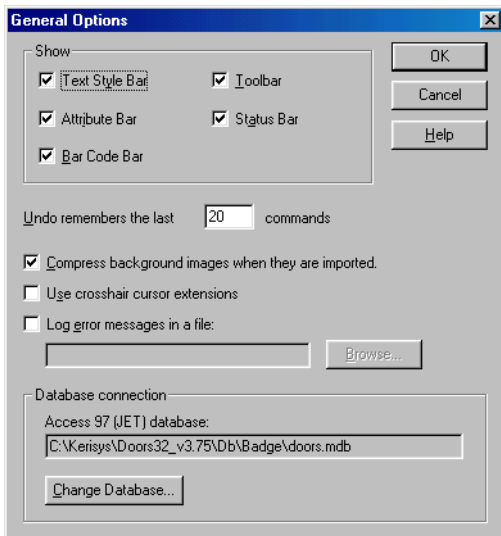 General Options
Show
Text Style Bar
Toolbar
Attribute Bar
Status Bar
Bar Code Bar
OK
Cancel
Help
Undo remembers the last 20 commands
Compress background images when they are imported.
Use crosshair cursor extensions
Log error messages in a file:
Browse...
Database connection
Access 97 (JET) database:
C:\Kerisys\Doors32_v3.75\Db\Badge\doors.mdb
Change Database...